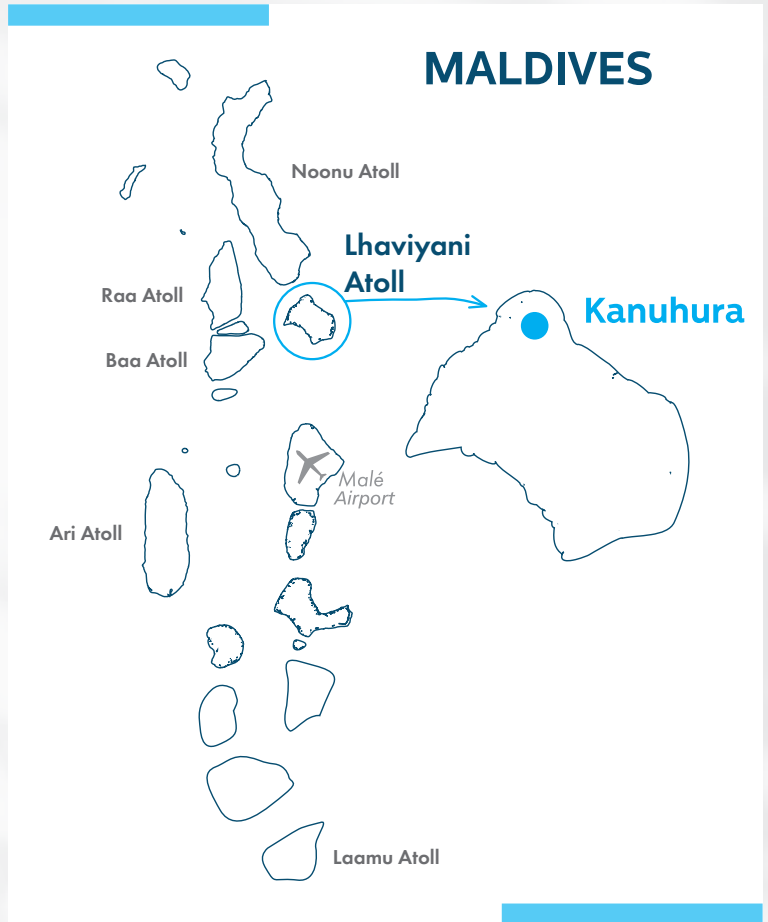 MALDIVES
Noonu Atoll
Lhaviyani
Atoll
Raa Atoll
Kanuhura
Baa Atoll
Malé
Airport
Ari Atoll
Laamu Atoll